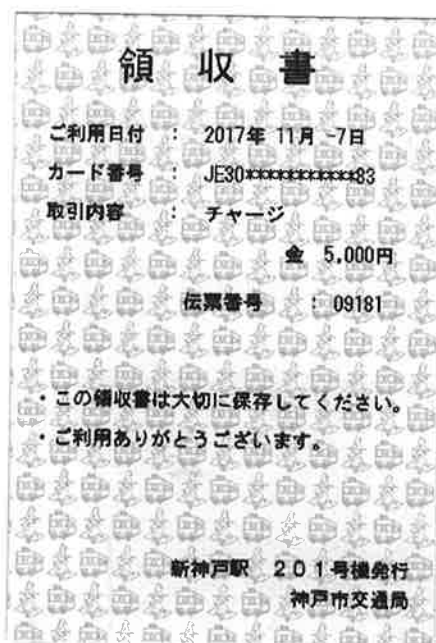 領 収 書
ご利用日付 : 2017年 11月 -7日
カード番号 : JE30***********83
取引内容 : チャージ
金 5,000円
伝票番号 : 09181
・この領収書は大切に保存してください。
・ご利用ありがとうございます。
新神戸駅 201号機発行
神戸市交通局